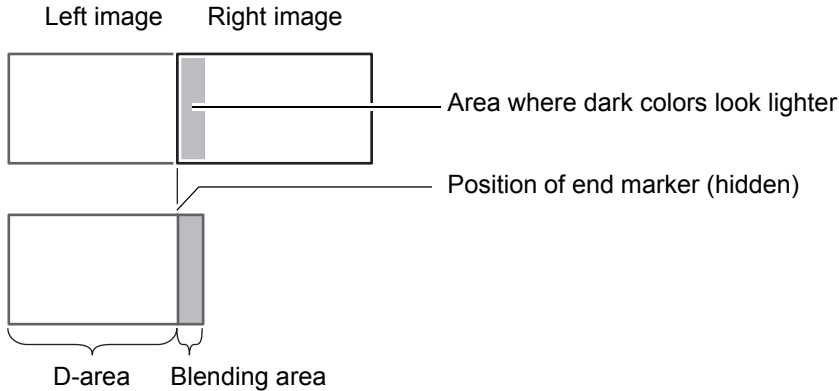 Left image
Right image
Area where dark colors look lighter
Position of end marker (hidden)
D-area
Blending area